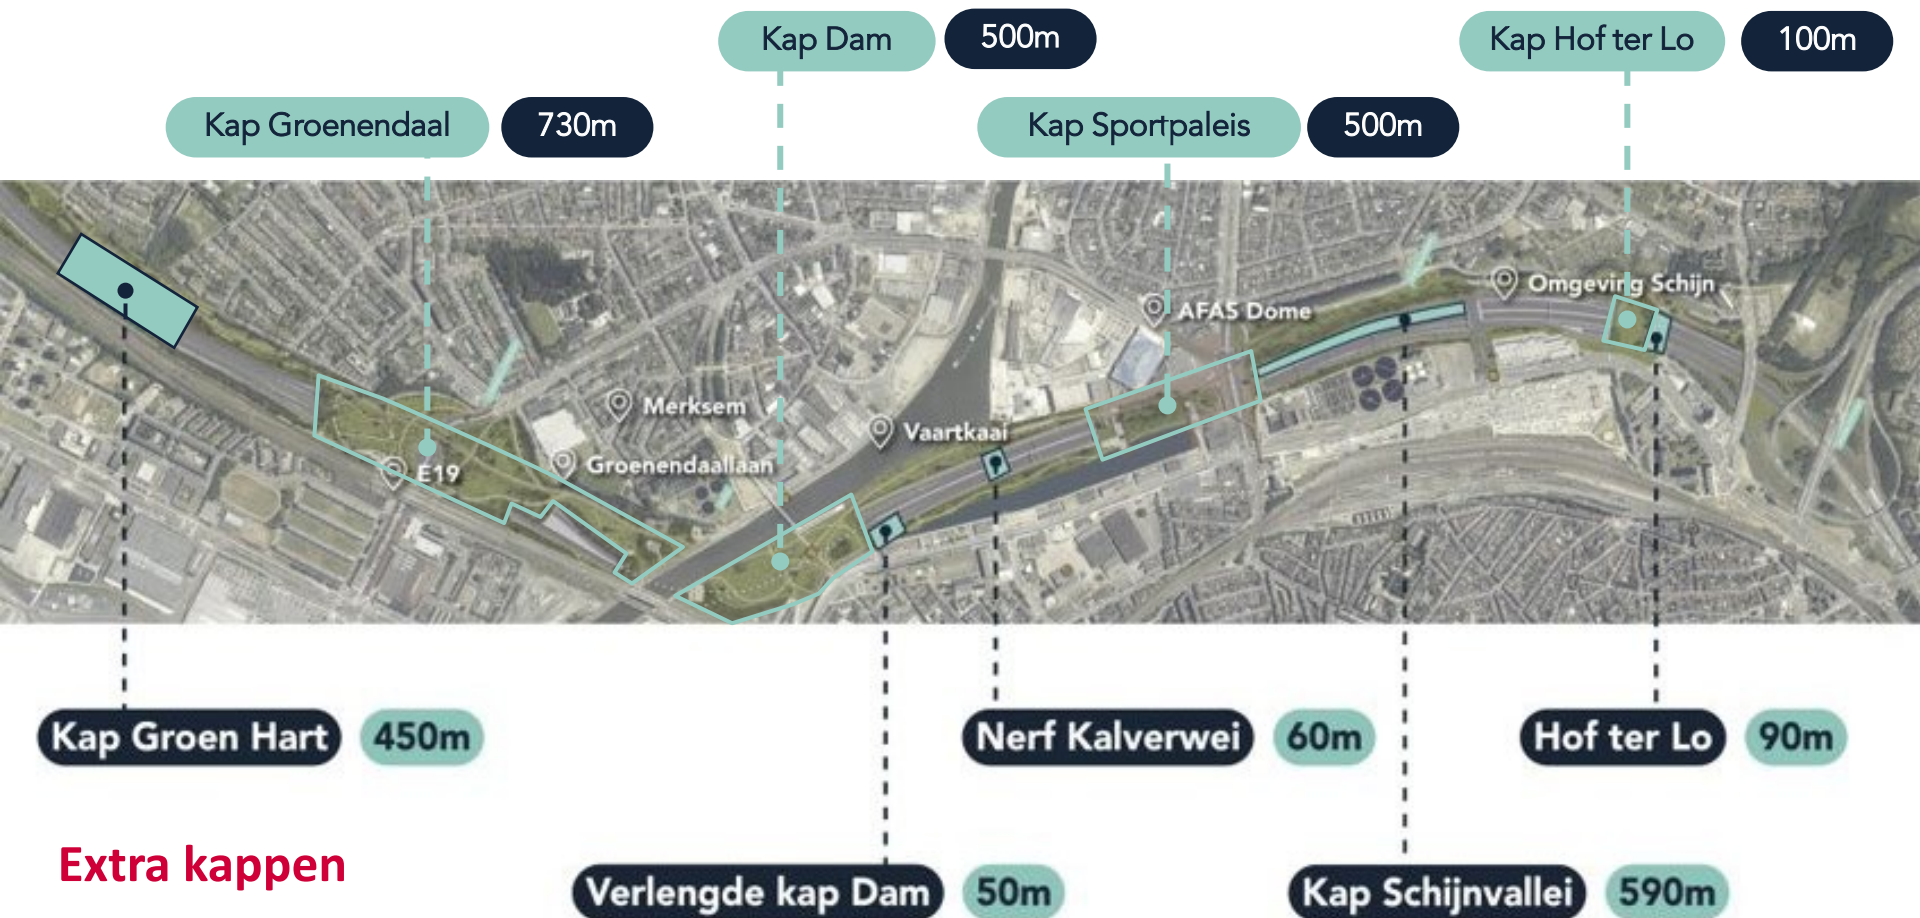 Kap Dam 500m
Kap Hof ter Lo 100m
Kap Groenendaal 730m
Kap Sportpaleis 500m
Omgeving Schijn
AFAS Dome
Merksem
Vaartkaai
Groenendaallaan
E19
Kap Groen Hart 450m
Nerf Kalverwei 60m
Hof ter Lo 90m
Extra kappen
Verlengde kap Dam 50m
Kap Schijnvallei 590m